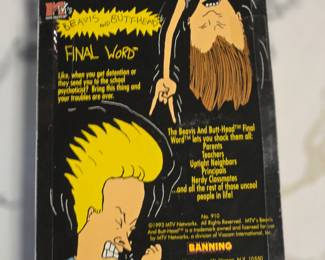 MTV
BEAVIS AND BUTT-HEAD
FINAL WORD™
Like, when you get detention or
they send you to the school
psychoticist? Bring this thing and
your troubles are over.
The Beavis And Butt-Head™ Final
Word™ lets you shock them all:
Parents
Teachers
Uptight Neighbors
Principals
Nerdy Classmates
...and all the rest of those uncool
people in life!
No. 910
©1993 MTV Networks. All Rights Reserved. MTV's Beavis
And Butt-Head™ is a trademark owned and licensed for use
by MTV Networks, a division of Viacom International, Inc.
BANNING
N.Y. 10550